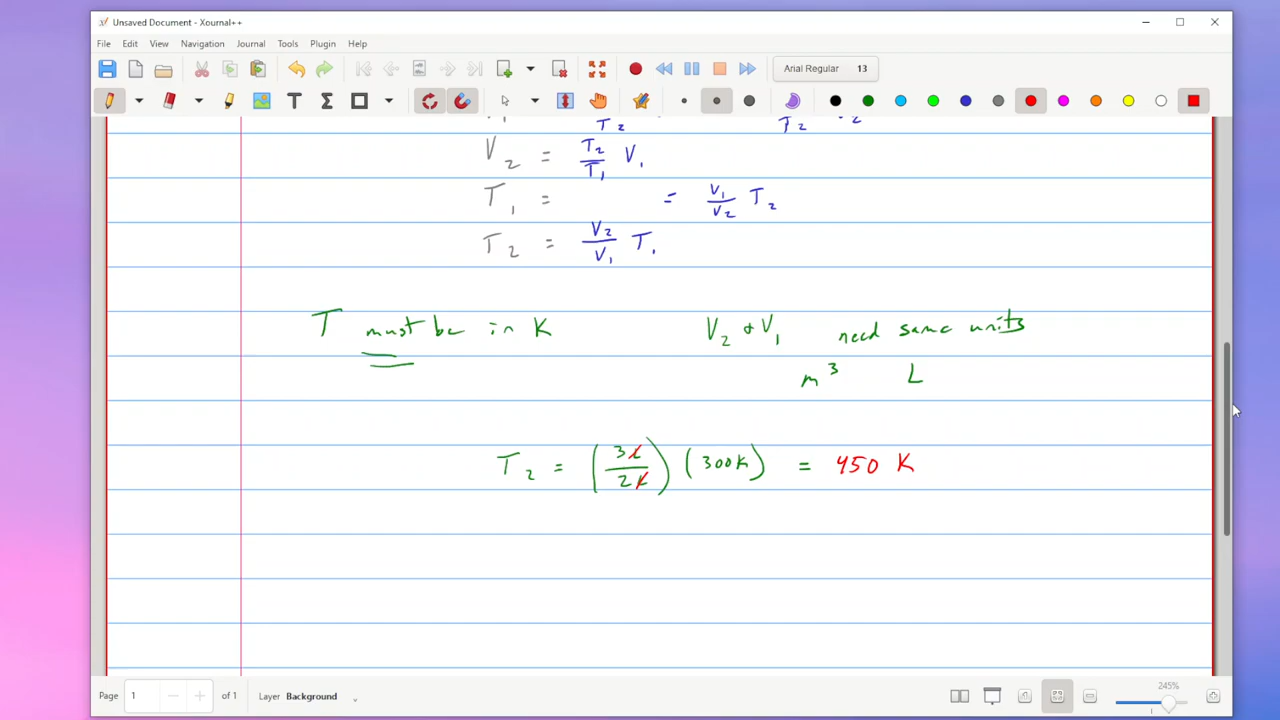 Unsaved Document - Xournal++
File Edit View Navigation Journal Tools Plugin Help
Arial Regular 13
T₂
T₂
V₂ = T₂/T₁ V₁
T₁ = = V₁/V₂ T₂
T₂ = V₂/V₁ T₁
T must be in K V₂ & V₁ need same units
m³ L
T₂ = (3L/2L) (300K) = 450 K
Page 1 of 1 Layer Background 245%